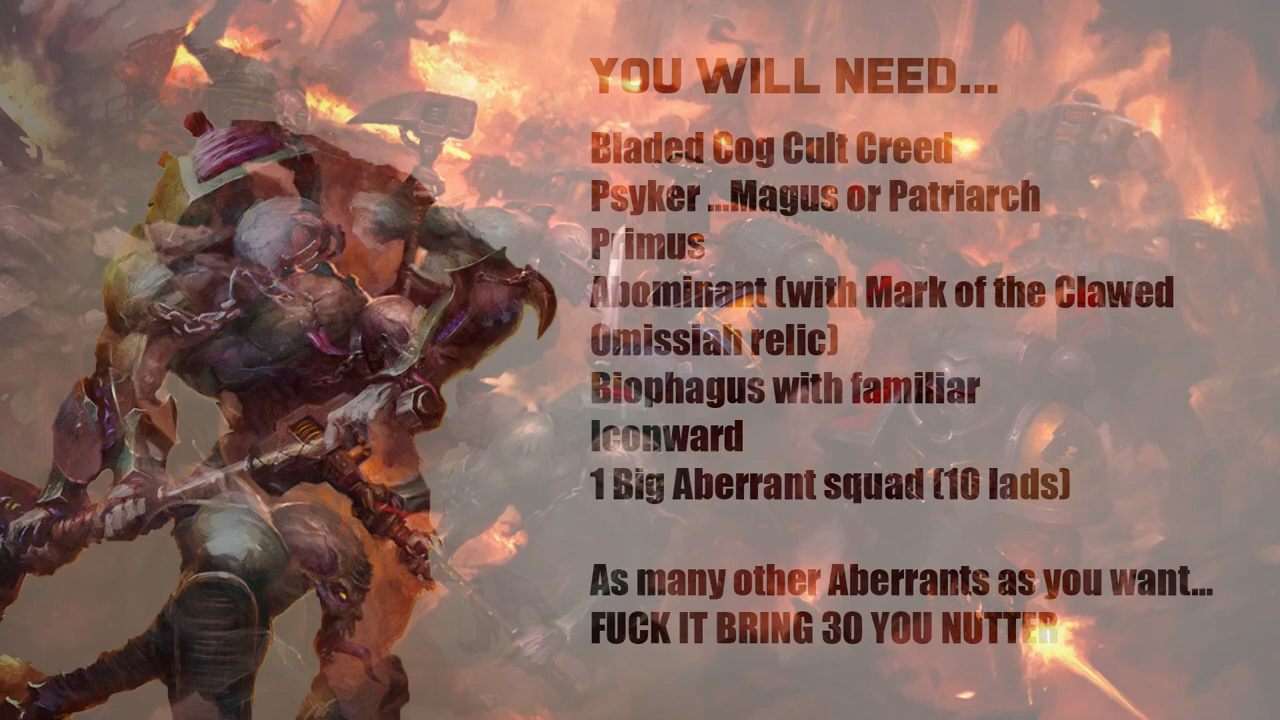 YOU WILL NEED...
Bladed Cog Cult Creed
Psyker ...Magus or Patriarch
Primus
Abominant (with Mark of the Clawed
Omissiah relic)
Biophagus with familiar
Iconward
1 Big Aberrant squad (10 lads)
As many other Aberrants as you want...
FUCK IT BRING 30 YOU NUTTER